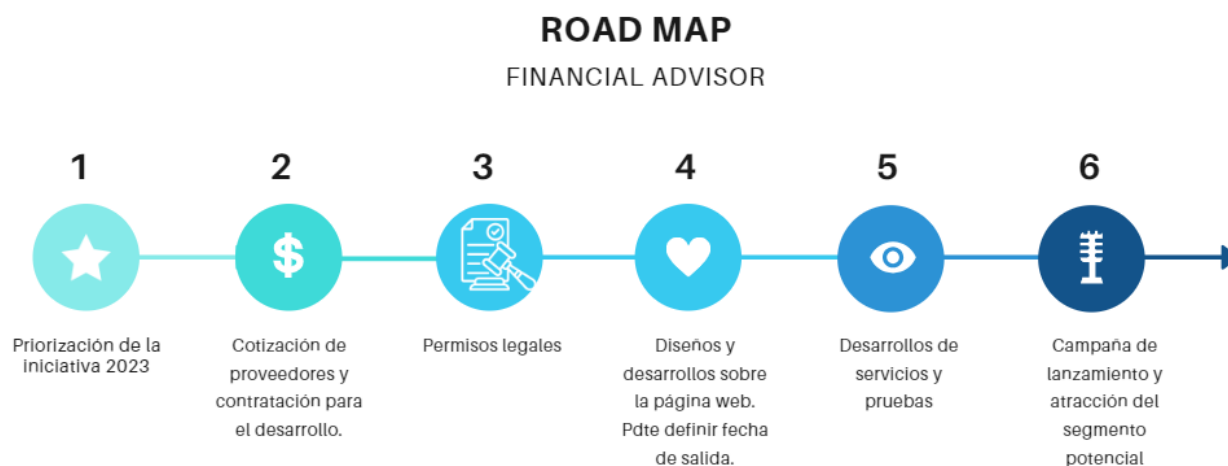 ROAD MAP
FINANCIAL ADVISOR
1
Priorización de la
iniciativa 2023
2
$
Cotización de
proveedores y
contratación para
el desarrollo.
3
Permisos legales
4
Diseños y
desarrollos sobre
la página web.
Pdte definir fecha
de salida.
5
Desarrollos de
servicios y
pruebas
6
Campaña de
lanzamiento y
atracción del
segmento
potencial